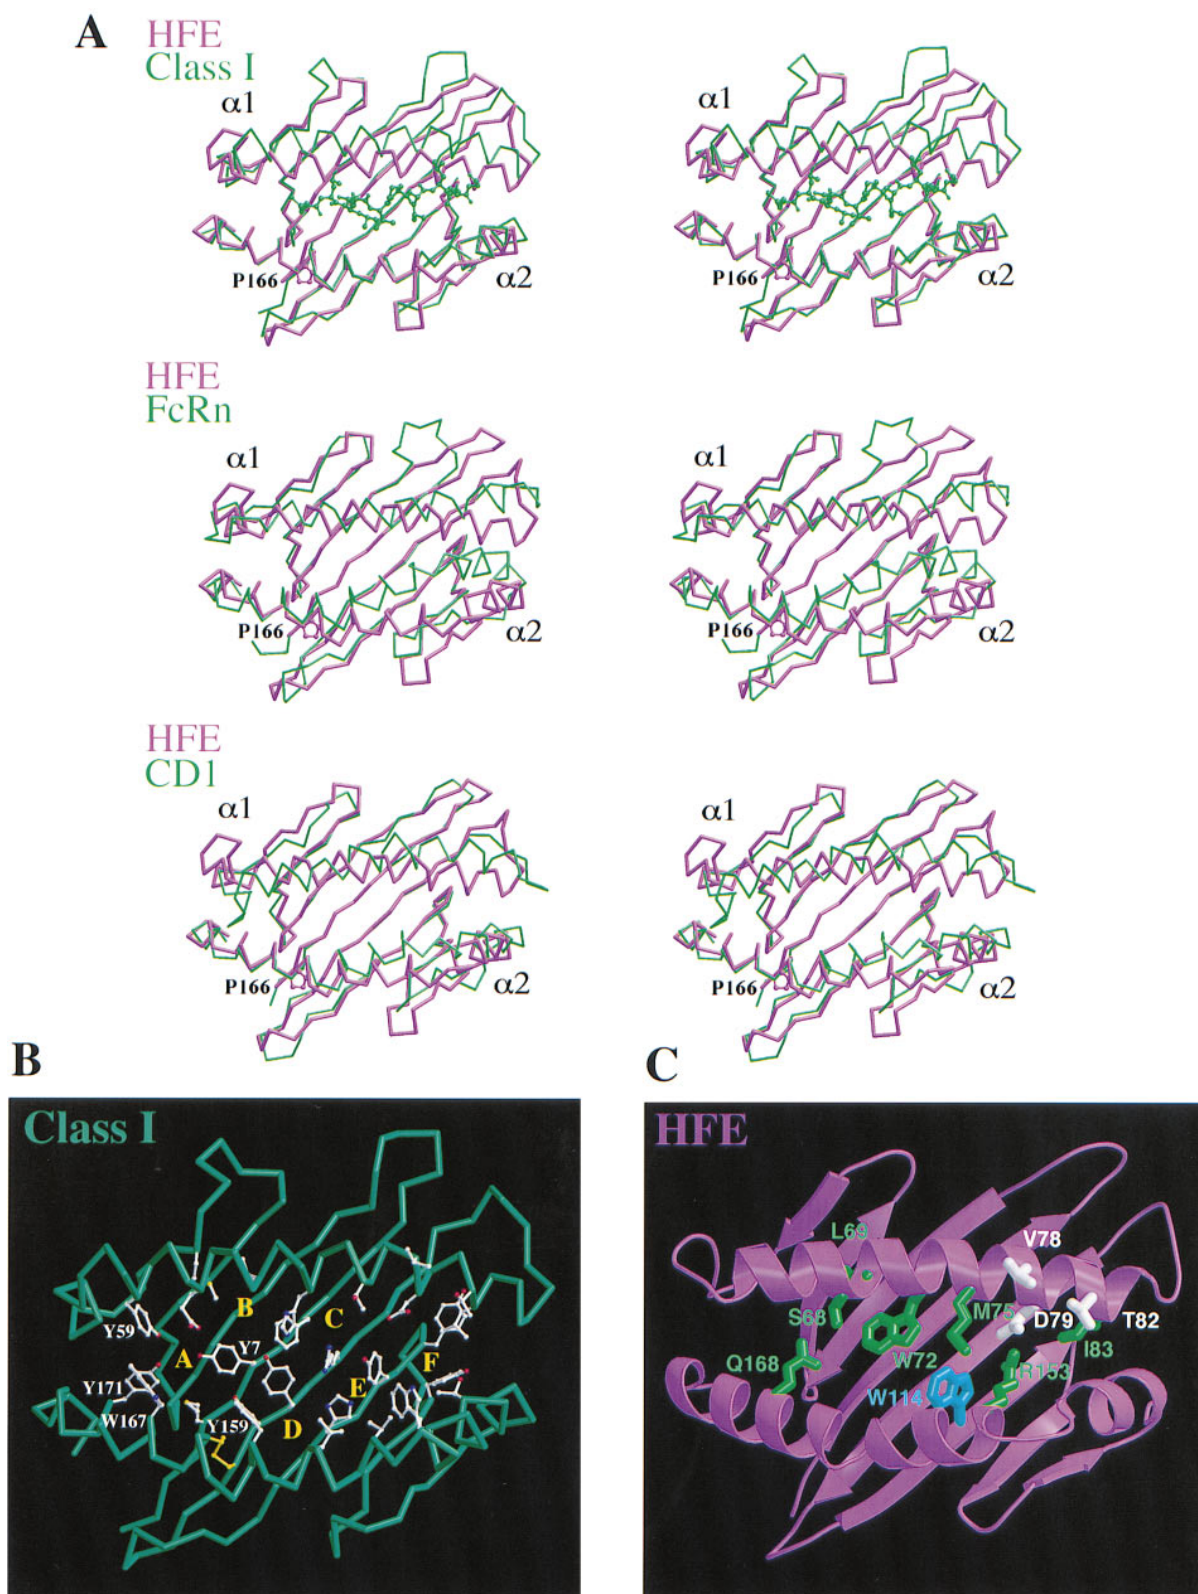 A
HFE
Class I
α1
α1
P166
P166
α2
α2
HFE
FcRn
α1
α1
P166
P166
α2
α2
HFE
CD1
α1
α1
P166
P166
α2
α2
B
C
Class I
HFE
L69
V78
B
C
Y59
S68
M75
D79
T82
Y7
A
F
I83
Q168
W72
R153
Y171
E
W114
W167
Y159
D